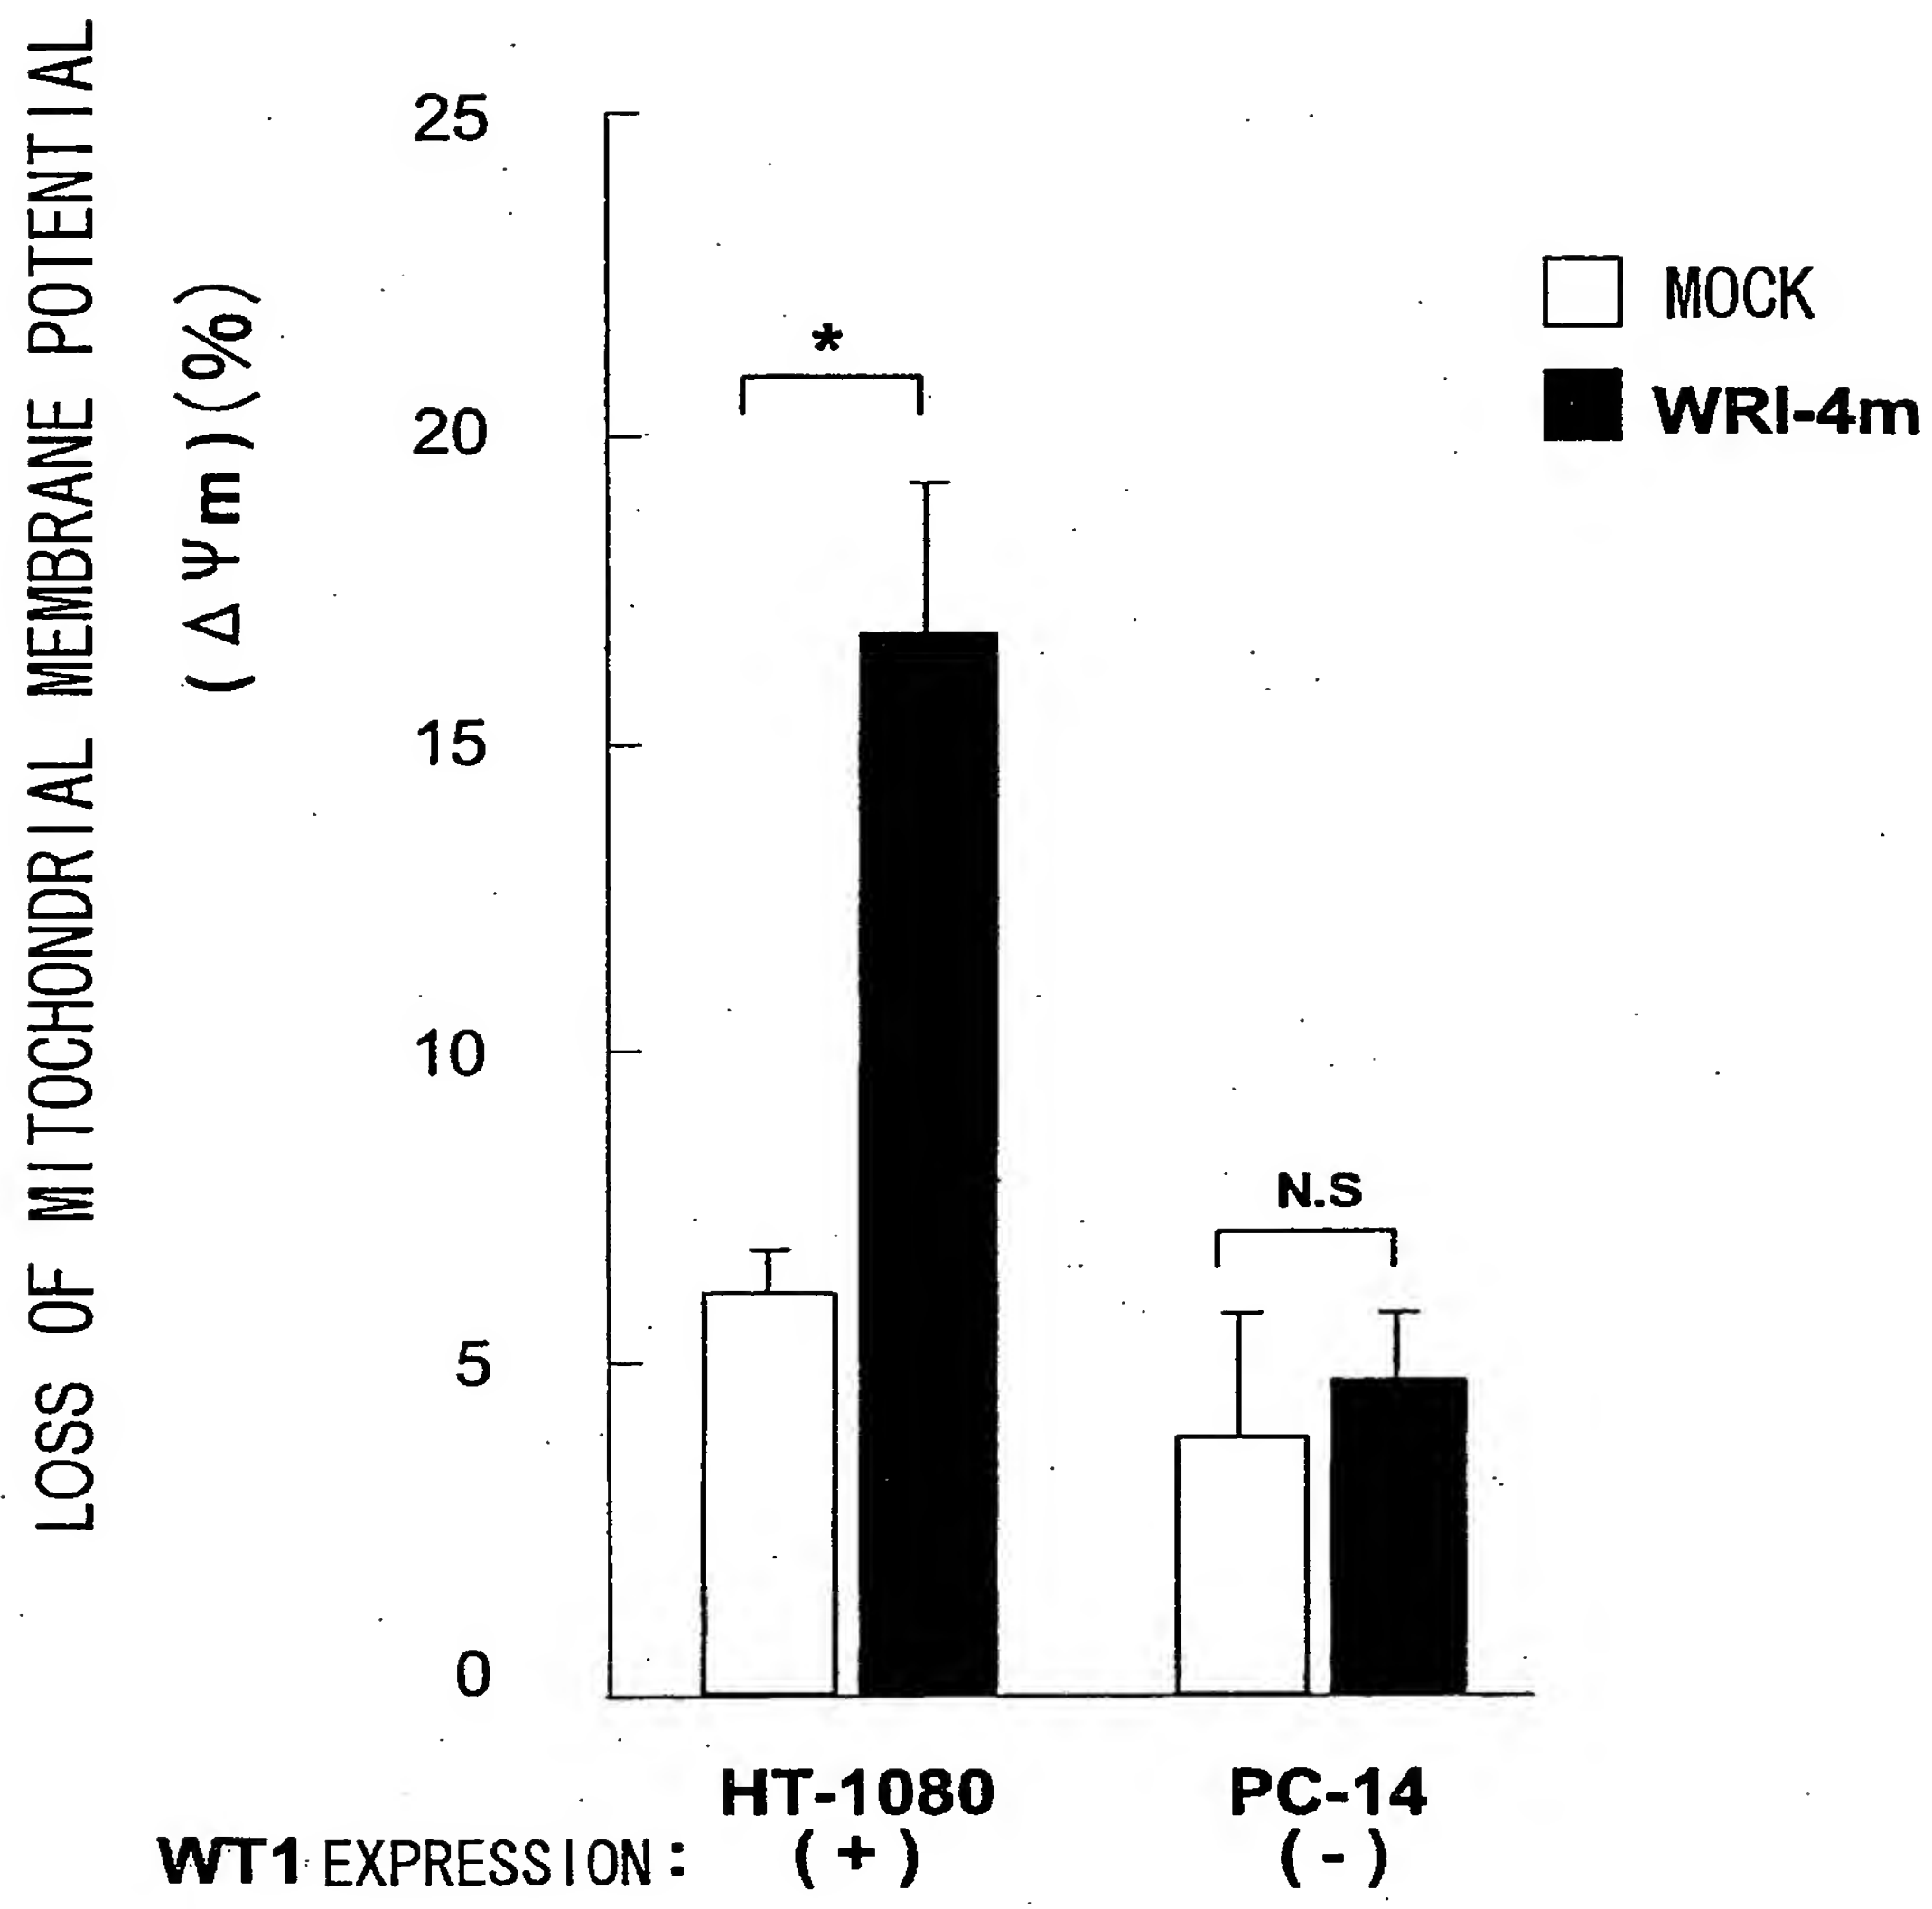 LOSS OF MITOCHONDRIAL MEMBRANE POTENTIAL
(ΔΨm)(%)
25
20
15
10
5
0
*
N.S
MOCK
WRI-4m
HT-1080
PC-14
WT1 EXPRESSION:
(+)
(-)